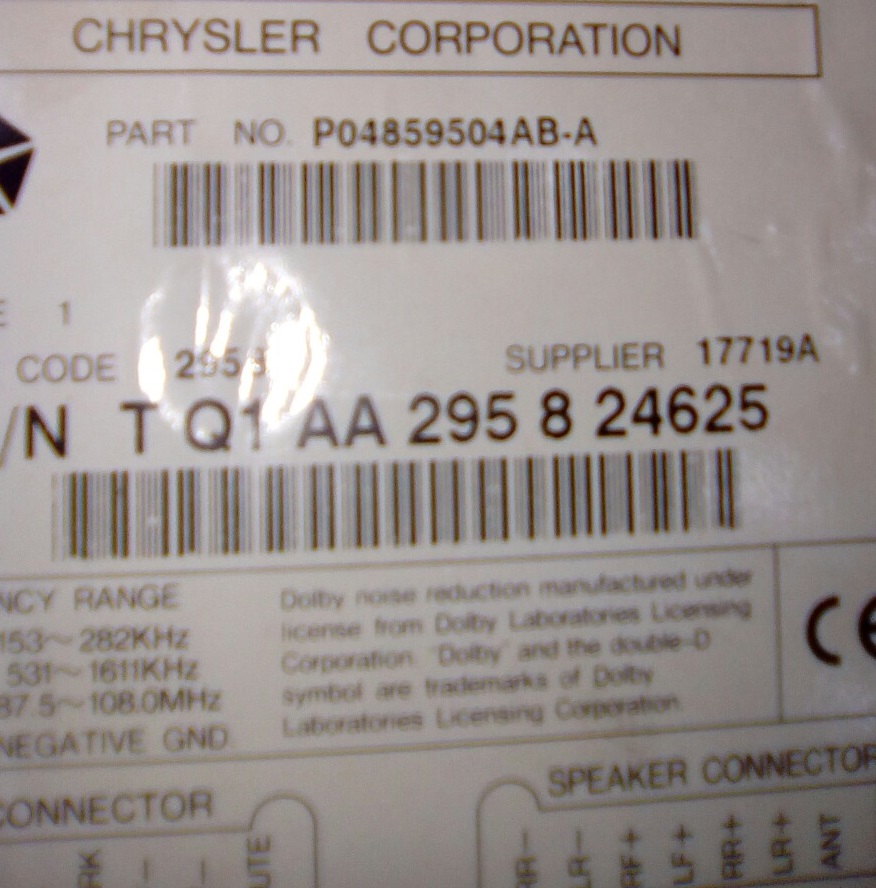 CHRYSLER CORPORATION
PART NO. P04859504AB-A
E 1
CODE 295
SUPPLIER 17719A
/N T Q1 AA 295 8 24625
NCY RANGE
153~282KHz
531~1611KHz
87.5~108.0MHz
NEGATIVE GND.
Dolby noise reduction manufactured under
license from Dolby Laboratories Licensing
Corporation. "Dolby" and the double-D
symbol are trademarks of Dolby
Laboratories Licensing Corporation.
CE
CONNECTOR
RK
UTE
SPEAKER CONNECTOR
RR-
LR-
RF+
LF+
RR+
LR+
ANT